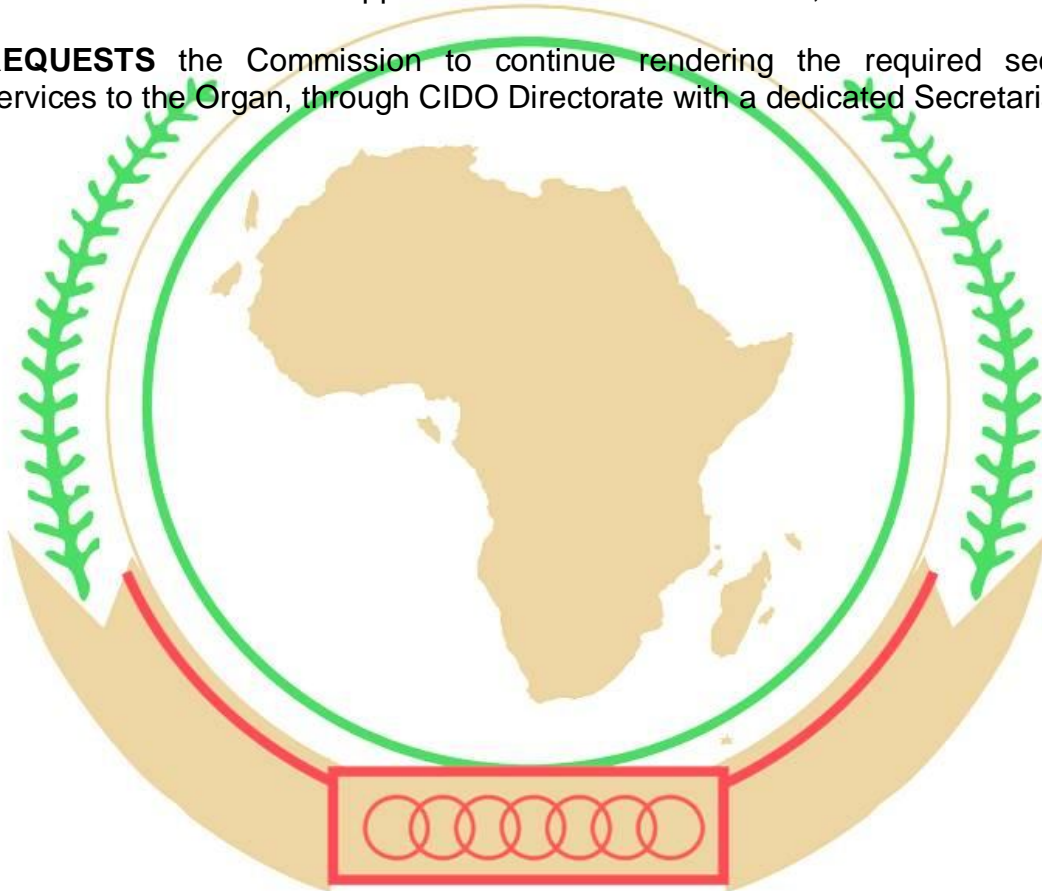 EQUESTS the Commission to continue rendering the required se
ervices to the Organ, through CIDO Directorate with a dedicated Secretari